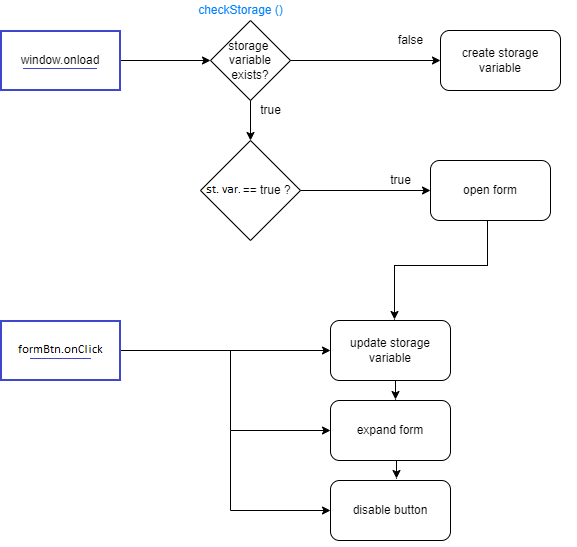 checkStorage ()
window.onload
storage
variable
exists?
false
create storage
variable
true
st. var. == true ?
true
open form
formBtn.onClick
update storage
variable
expand form
disable button